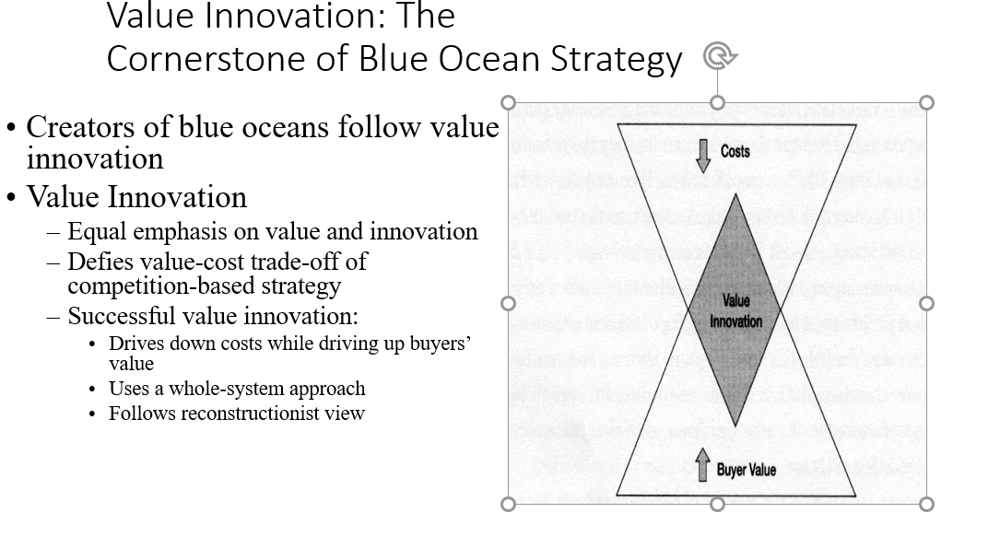 Value Innovation: The
Cornerstone of Blue Ocean Strategy
• Creators of blue oceans follow value
innovation
• Value Innovation
– Equal emphasis on value and innovation
– Defies value-cost trade-off of
competition-based strategy
– Successful value innovation:
• Drives down costs while driving up buyers’
value
• Uses a whole-system approach
• Follows reconstructionist view
Costs
Value
Innovation
Buyer Value